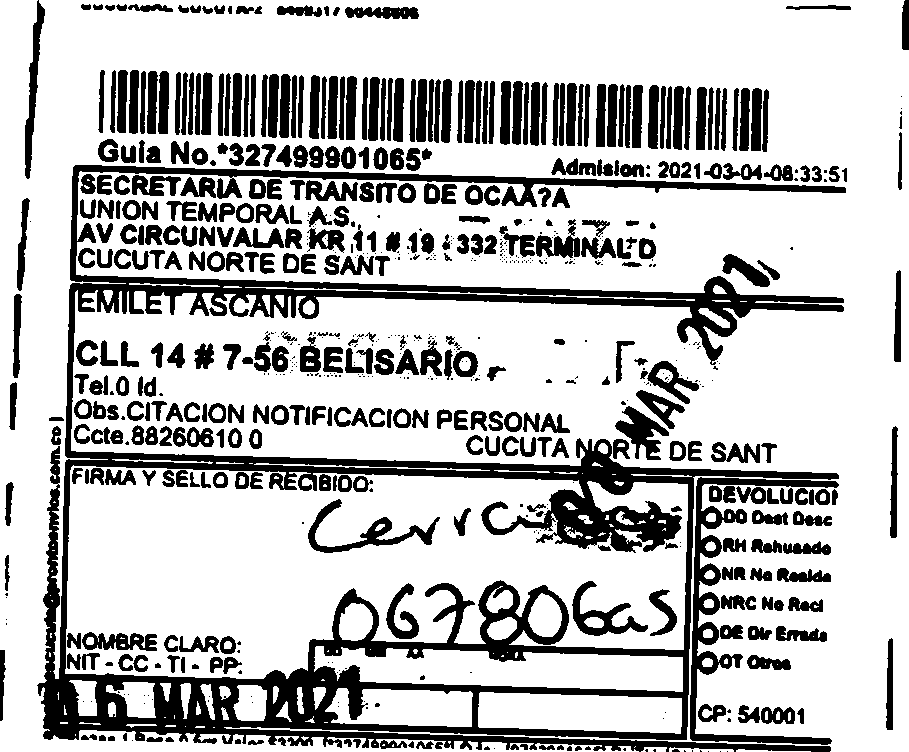 Guia No.*327499901065*
Admision: 2021-03-04-08:33:51
SECRETARIA DE TRANSITO DE OCAÃ?A
UNION TEMPORAL A.S.
AV CIRCUNVALAR KR 11 # 19 - 332 TERMINAL D
CUCUTA NORTE DE SANT
EMILET ASCANIO
CLL 14 # 7-56 BELISARIO
Tel.0 Id.
Obs.CITACION NOTIFICACION PERSONAL
Ccte.88260610 0
CUCUTA NORTE DE SANT
MAR 2021
FIRMA Y SELLO DE RECIBIDO:
067806as
NOMBRE CLARO:
NIT - CC - TI - PP:
06 MAR 2021
DEVOLUCION
DD Dest Desc
RH Rehusado
NR No Reside
NRC No Recl
DE Dir Errada
OT Otros
CP: 540001